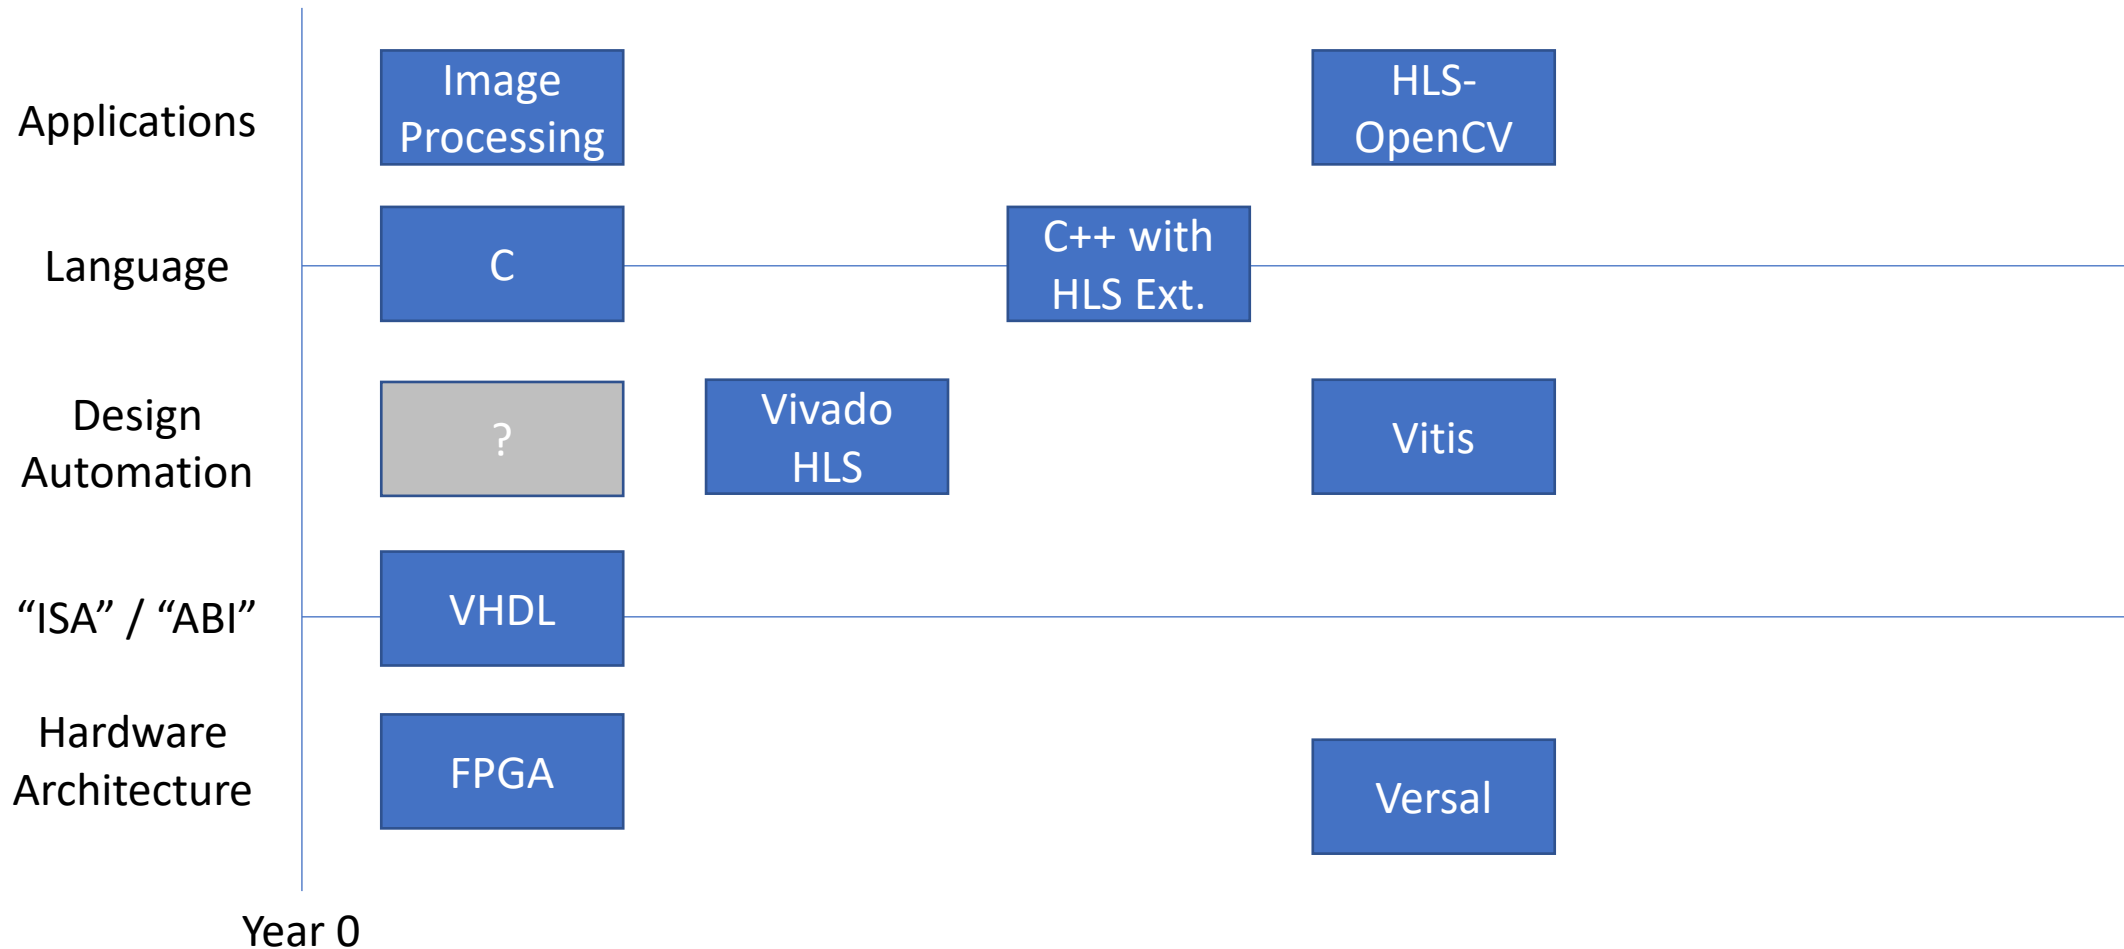 Applications
Image
Processing
HLS-
OpenCV
Language
C
C++ with
HLS Ext.
Design
Automation
?
Vivado
HLS
Vitis
“ISA” / “ABI”
VHDL
Hardware
Architecture
FPGA
Versal
Year 0